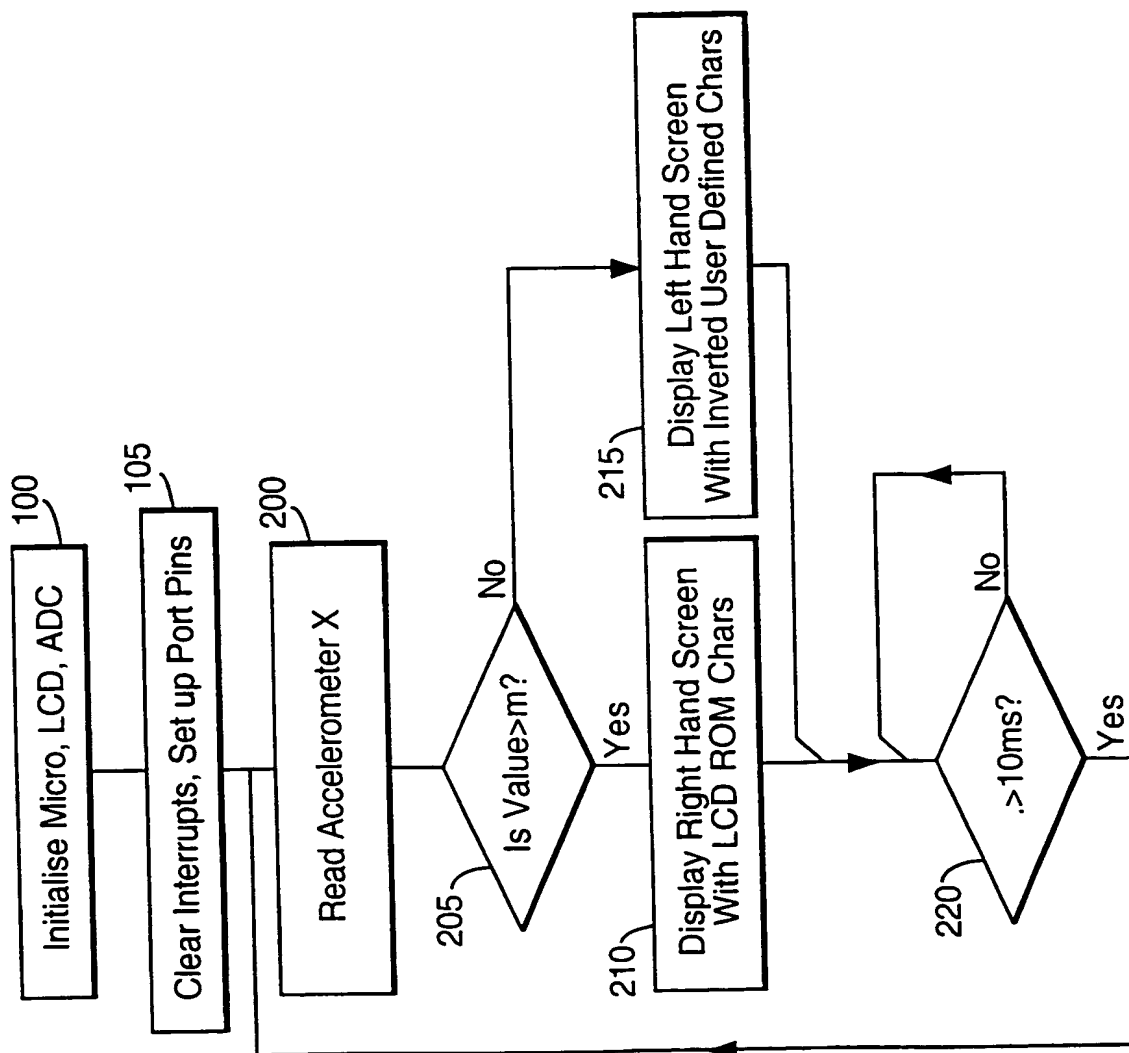 100
Initialise Micro, LCD, ADC
105
Clear Interrupts, Set up Port Pins
200
Read Accelerometer X
205
Is Value>m?
No
Yes
210
Display Right Hand Screen
With LCD ROM Chars
215
Display Left Hand Screen
With Inverted User Defined Chars
220
.>10ms?
No
Yes